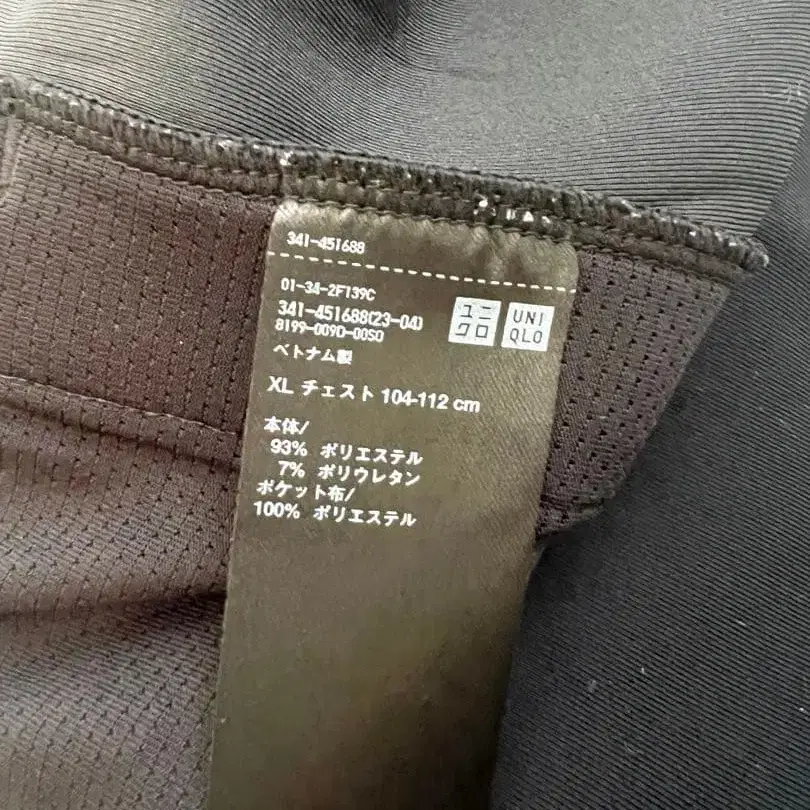 341-451688
01-34-2F139C
341-451688(23-04)
8199-009D-00S0
ユニ
クロ
UNI
QLO
ベトナム製
XL チェスト 104-112 cm
本体/
93% ポリエステル
7% ポリウレタン
ポケット布/
100% ポリエステル